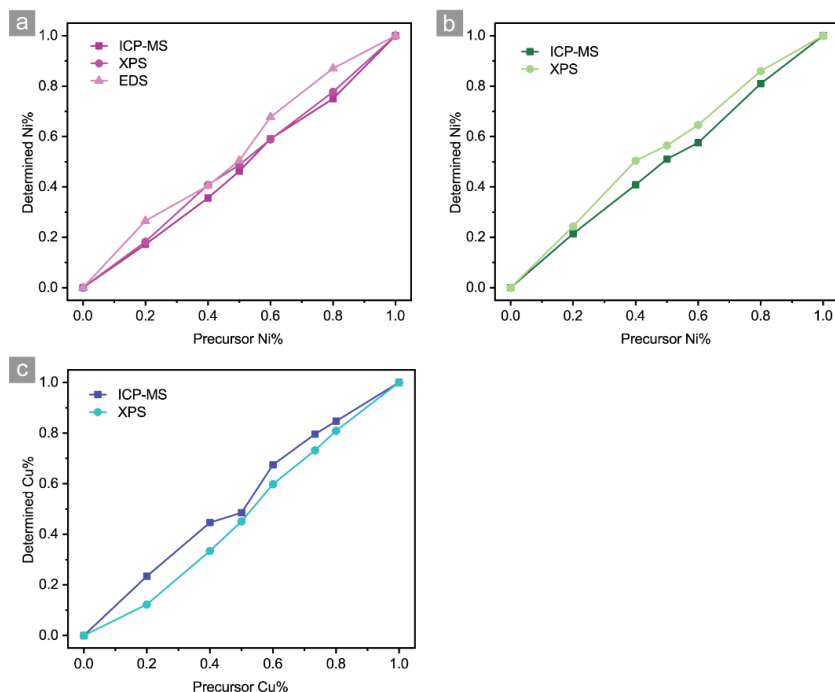 a
ICP-MS
XPS
EDS
1.0
0.8
0.6
0.4
0.2
0.0
Determined Ni%
0.0 0.2 0.4 0.6 0.8 1.0
Precursor Ni%
b
ICP-MS
XPS
1.0
0.8
0.6
0.4
0.2
0.0
Determined Ni%
0.0 0.2 0.4 0.6 0.8 1.0
Precursor Ni%
c
ICP-MS
XPS
1.0
0.8
0.6
0.4
0.2
0.0
Determined Cu%
0.0 0.2 0.4 0.6 0.8 1.0
Precursor Cu%